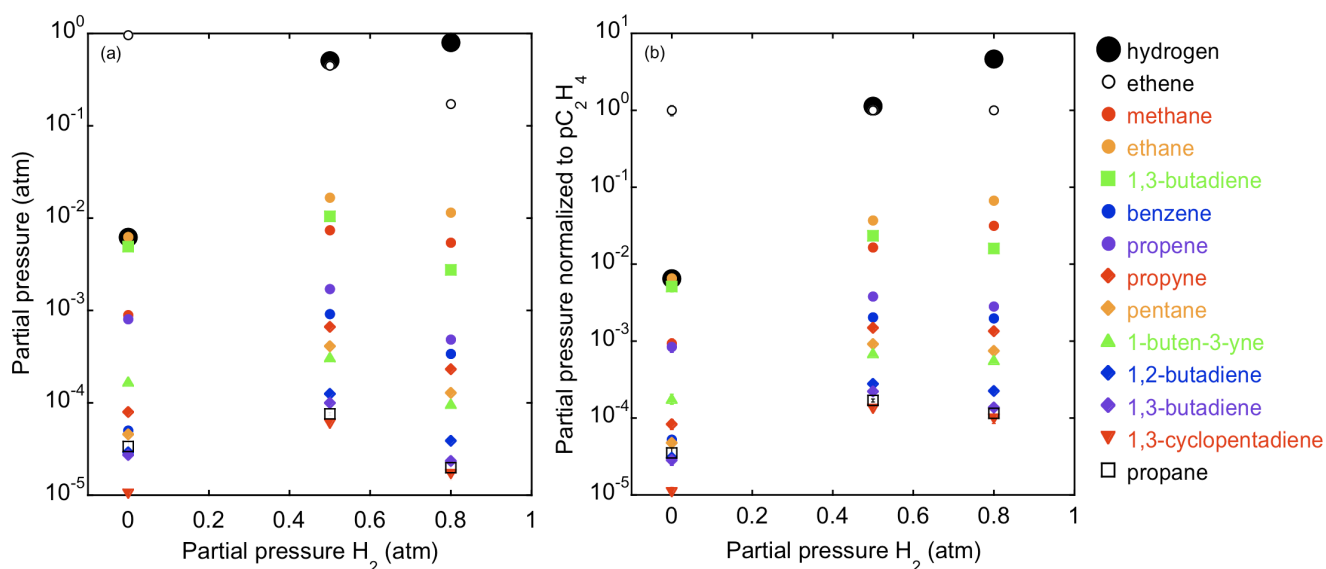 (a)
10^0
10^-1
10^-2
10^-3
10^-4
10^-5
Partial pressure (atm)
0 0.2 0.4 0.6 0.8 1
Partial pressure H_2 (atm)
(b)
10^1
10^0
10^-1
10^-2
10^-3
10^-4
10^-5
Partial pressure normalized to pC_2H_4
0 0.2 0.4 0.6 0.8 1
Partial pressure H_2 (atm)
hydrogen
ethene
methane
ethane
1,3-butadiene
benzene
propene
propyne
pentane
1-buten-3-yne
1,2-butadiene
1,3-butadiene
1,3-cyclopentadiene
propane